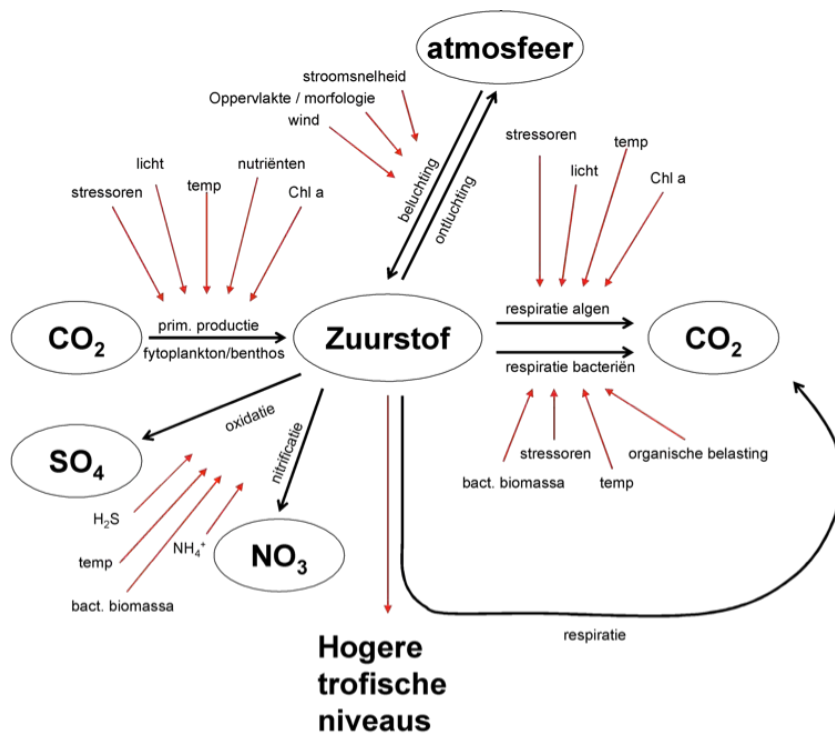 atmosfeer
stroomsnelheid
Oppervlakte / morfologie
wind
beluchting
ontluchting
licht
nutriënten
stressoren
temp
Chl a
stressoren
temp
licht
Chl a
CO2
prim. productie
fytoplankton/benthos
Zuurstof
respiratie algen
respiratie bacteriën
CO2
oxidatie
nitrificatie
SO4
H2S
temp
NH4+
bact. biomassa
NO3
stressoren
organische belasting
bact. biomassa
temp
respiratie
Hogere
trofische
niveaus